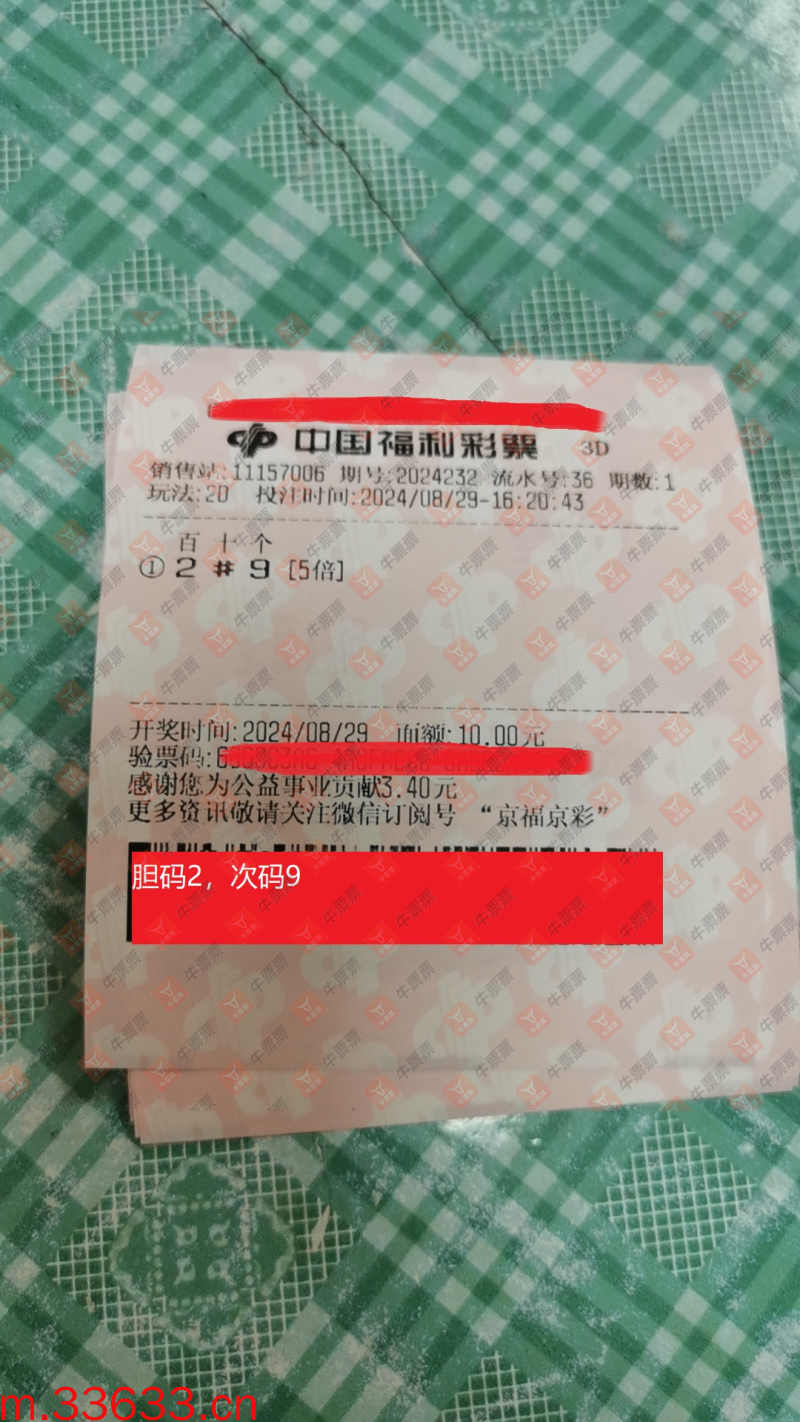 中国福利彩票 3D
销售站:11157006 期号:2024232 流水号:36 期数:1
玩法:2D 投注时间:2024/08/29-16:20:43
百 十 个
① 2 # 9 [5倍]
开奖时间:2024/08/29 面额:10.00元
验票码:
感谢您为公益事业贡献3.40元
更多资讯敬请关注微信订阅号 “京福京彩”
胆码2，次码9
牛票票
m.33633.cn